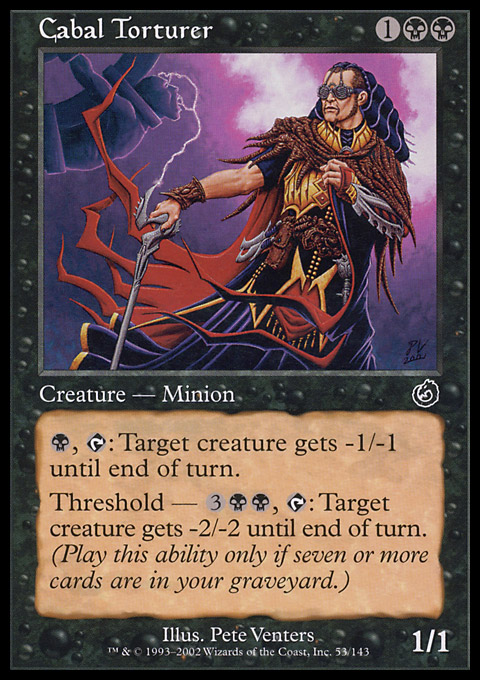 Cabal Torturer 1
Creature — Minion
, : Target creature gets -1/-1
until end of turn.
Threshold — 3 , : Target
creature gets -2/-2 until end of turn.
(Play this ability only if seven or more
cards are in your graveyard.)
Illus. Pete Venters
™ & © 1993-2002 Wizards of the Coast, Inc. 53/143
1/1